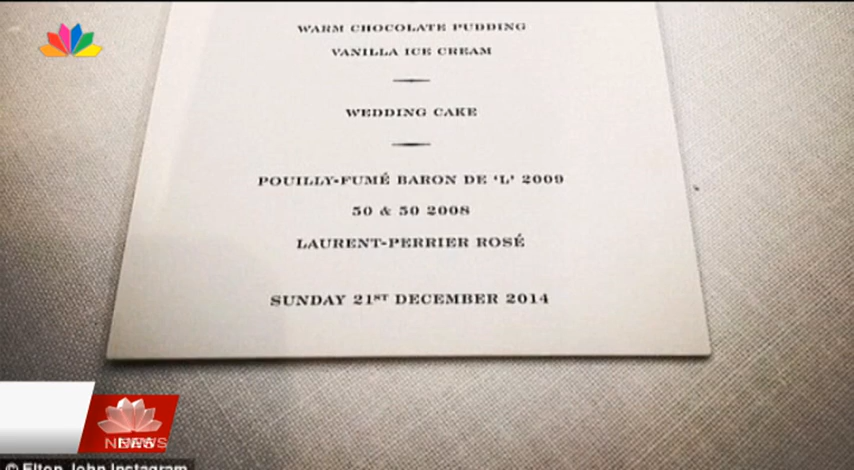 WARM CHOCOLATE PUDDING
VANILLA ICE CREAM
WEDDING CAKE
POUILLY-FUMÉ BARON DE 'L' 2009
50 & 50 2008
LAURENT-PERRIER ROSÉ
SUNDAY 21ST DECEMBER 2014
NEWS
© Elton John Instagram